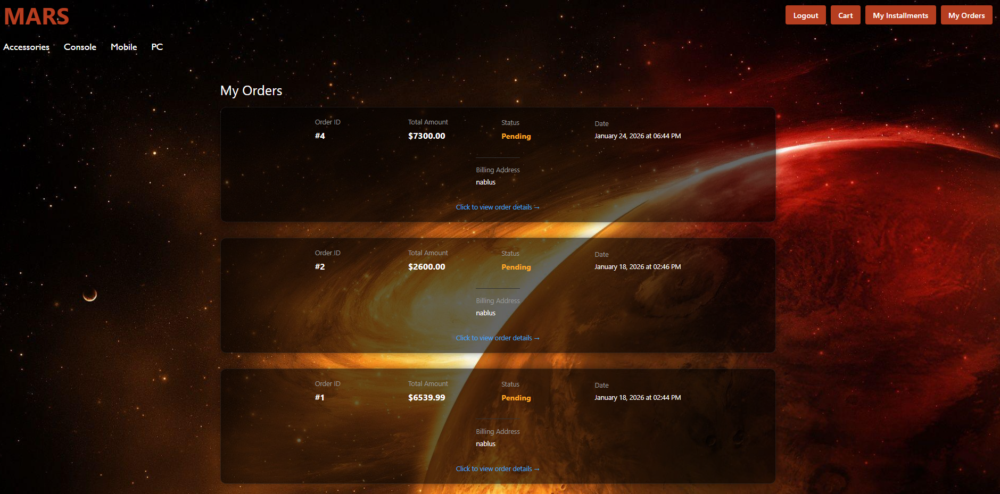 MARS
Logout Cart My Installments My Orders
Accessories Console Mobile PC
My Orders
Order ID Total Amount Status Date
#4 $7300.00 Pending January 24, 2026 at 06:44 PM
Billing Address
nablus
Click to view order details →
Order ID Total Amount Status Date
#2 $2600.00 Pending January 18, 2026 at 02:46 PM
Billing Address
nablus
Click to view order details →
Order ID Total Amount Status Date
#1 $6539.99 Pending January 18, 2026 at 02:44 PM
Billing Address
nablus
Click to view order details →